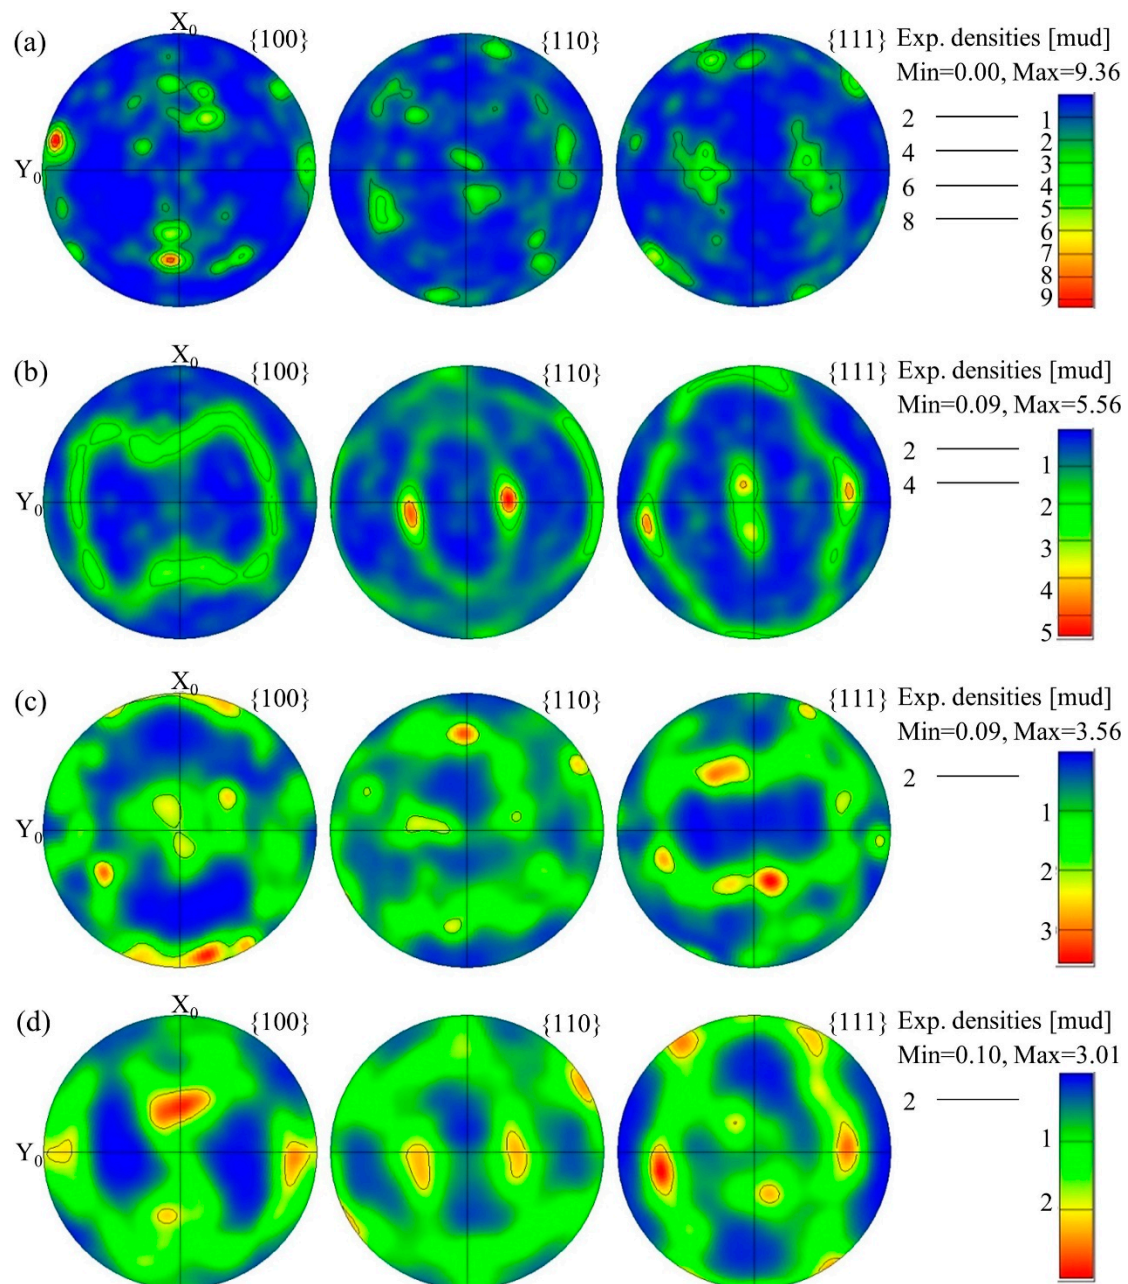 (a)
X0
{100}
{110}
{111}
Exp. densities [mud]
Min=0.00, Max=9.36
Y0
2
4
6
8
1
2
3
4
5
6
7
8
9
(b)
X0
{100}
{110}
{111}
Exp. densities [mud]
Min=0.09, Max=5.56
Y0
2
4
1
2
3
4
5
(c)
X0
{100}
{110}
{111}
Exp. densities [mud]
Min=0.09, Max=3.56
Y0
2
1
2
3
(d)
X0
{100}
{110}
{111}
Exp. densities [mud]
Min=0.10, Max=3.01
Y0
2
1
2